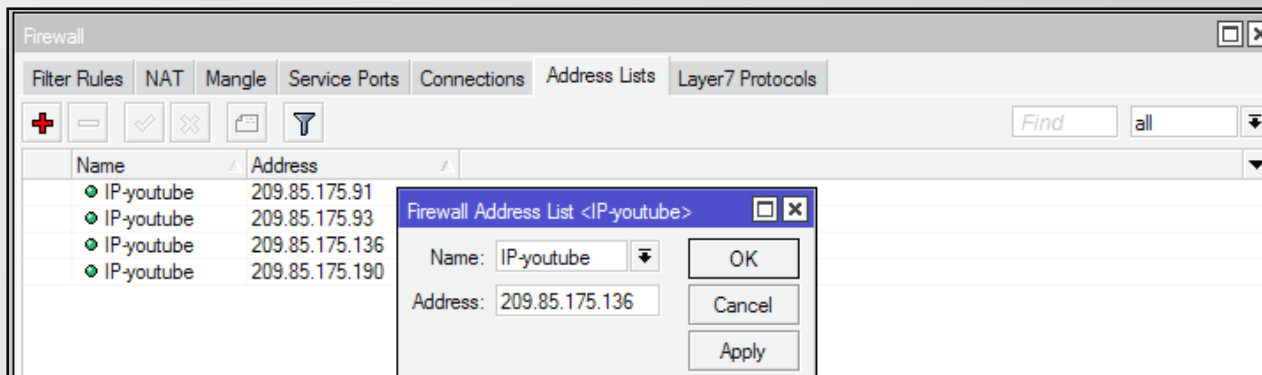 Firewall
Filter Rules NAT Mangle Service Ports Connections Address Lists Layer7 Protocols
Find all
Name Address
IP-youtube 209.85.175.91
IP-youtube 209.85.175.93
IP-youtube 209.85.175.136
IP-youtube 209.85.175.190
Firewall Address List <IP-youtube>
Name: IP-youtube OK
Address: 209.85.175.136 Cancel
Apply